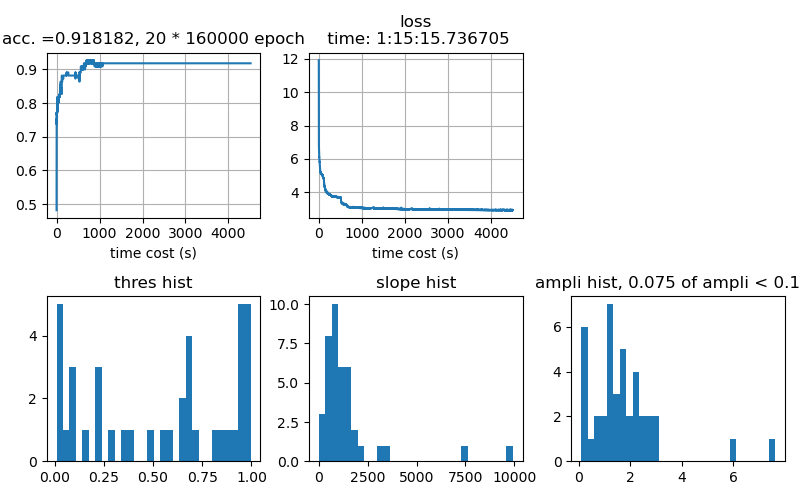 acc. =0.918182, 20 * 160000 epoch
loss
time: 1:15:15.736705
0.9
0.8
0.7
0.6
0.5
0 1000 2000 3000 4000
time cost (s)
12
10
8
6
4
0 1000 2000 3000 4000
time cost (s)
thres hist
4
2
0
0.00 0.25 0.50 0.75 1.00
slope hist
10.0
7.5
5.0
2.5
0.0
0 2500 5000 7500 10000
ampli hist, 0.075 of ampli < 0.1
6
4
2
0
0 2 4 6